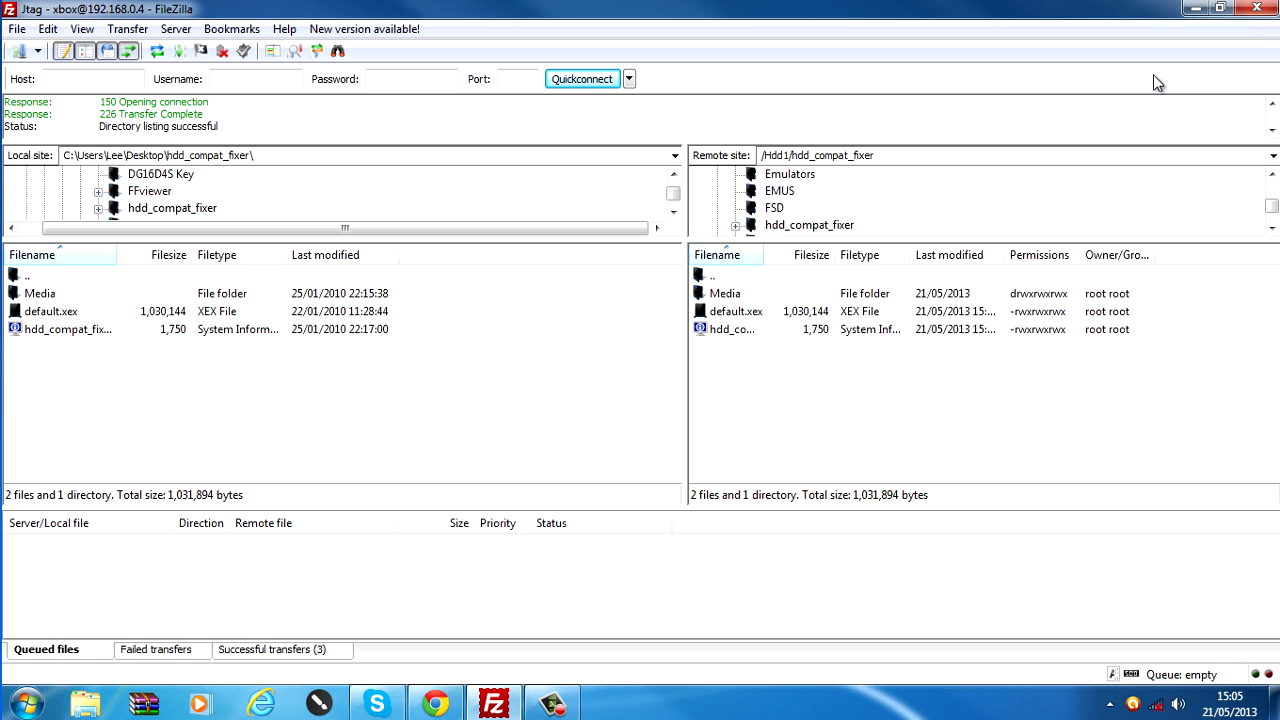 Jtag - xbox@192.168.0.4 - FileZilla
File Edit View Transfer Server Bookmarks Help New version available!
Host: Username: Password: Port: Quickconnect
Response: 150 Opening connection
Response: 226 Transfer Complete
Status: Directory listing successful
Local site: C:\Users\Lee\Desktop\hdd_compat_fixer\
DG16D4S Key
FFviewer
hdd_compat_fixer
Filename Filesize Filetype Last modified
..
Media File folder 25/01/2010 22:15:38
default.xex 1,030,144 XEX File 22/01/2010 11:28:44
hdd_compat_fix... 1,750 System Inform... 25/01/2010 22:17:00
2 files and 1 directory. Total size: 1,031,894 bytes
Remote site: /Hdd1/hdd_compat_fixer
Emulators
EMUS
FSD
hdd_compat_fixer
Filename Filesize Filetype Last modified Permissions Owner/Gro...
..
Media File folder 21/05/2013 drwxrwxrwx root root
default.xex 1,030,144 XEX File 21/05/2013 15:... -rwxrwxrwx root root
hdd_co... 1,750 System Inf... 21/05/2013 15:... -rwxrwxrwx root root
2 files and 1 directory. Total size: 1,031,894 bytes
Server/Local file Direction Remote file Size Priority Status
Queued files Failed transfers Successful transfers (3)
Queue: empty
15:05
21/05/2013